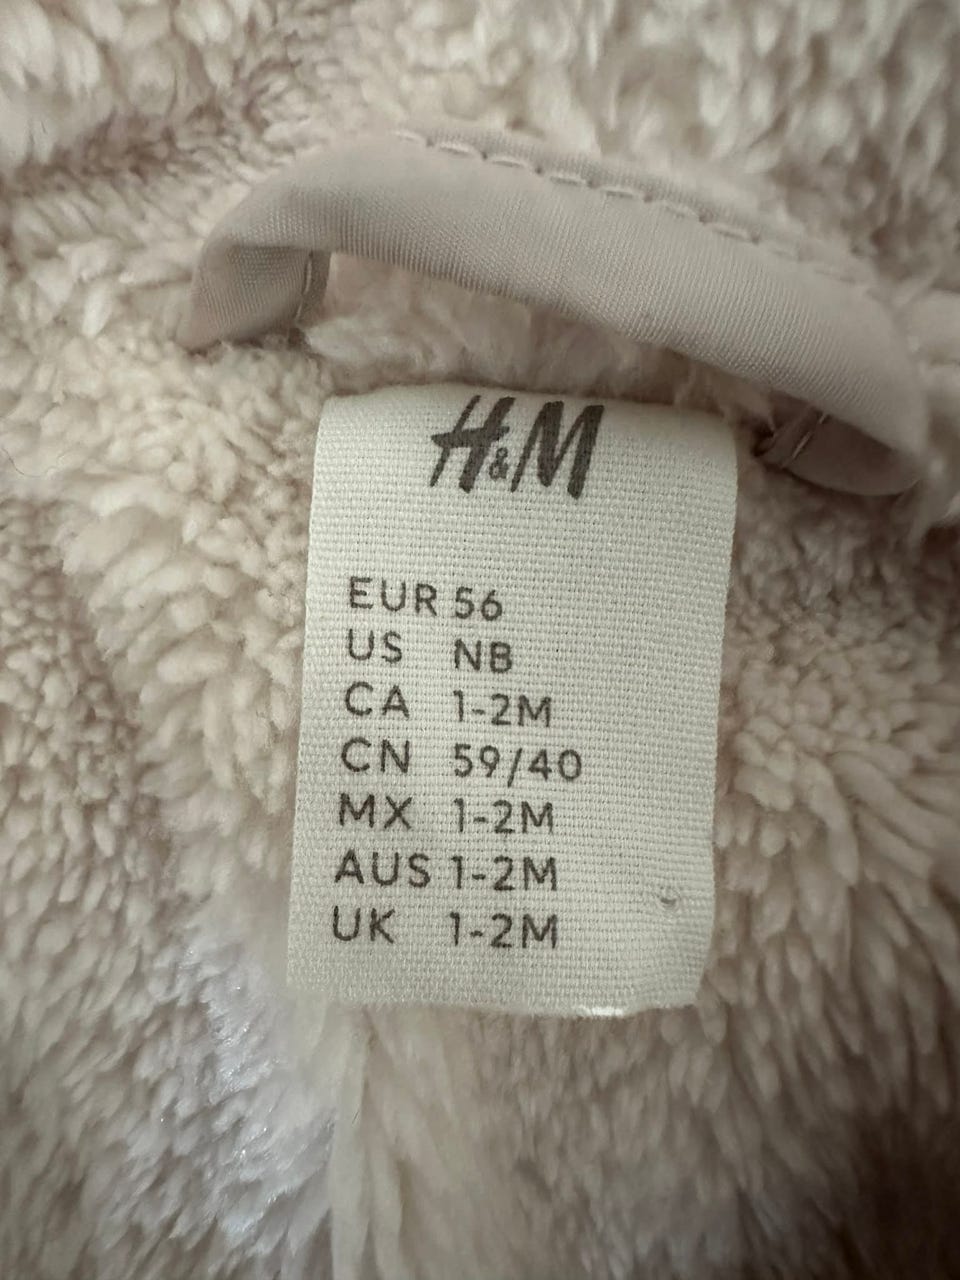 H&M
EUR 56
US NB
CA 1-2M
CN 59/40
MX 1-2M
AUS 1-2M
UK 1-2M